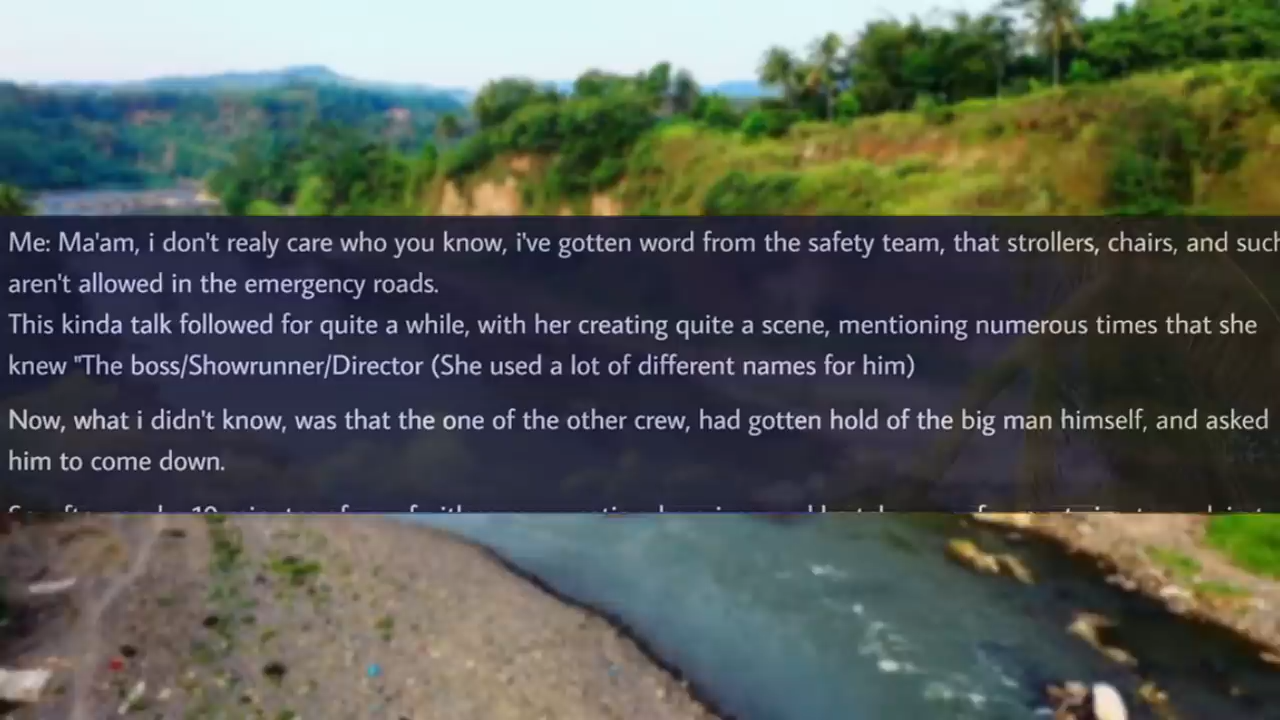 Me: Ma'am, i don't realy care who you know, i've gotten word from the safety team, that strollers, chairs, and such
aren't allowed in the emergency roads.
This kinda talk followed for quite a while, with her creating quite a scene, mentioning numerous times that she
knew "The boss/Showrunner/Director (She used a lot of different names for him)
Now, what i didn't know, was that the one of the other crew, had gotten hold of the big man himself, and asked
him to come down.